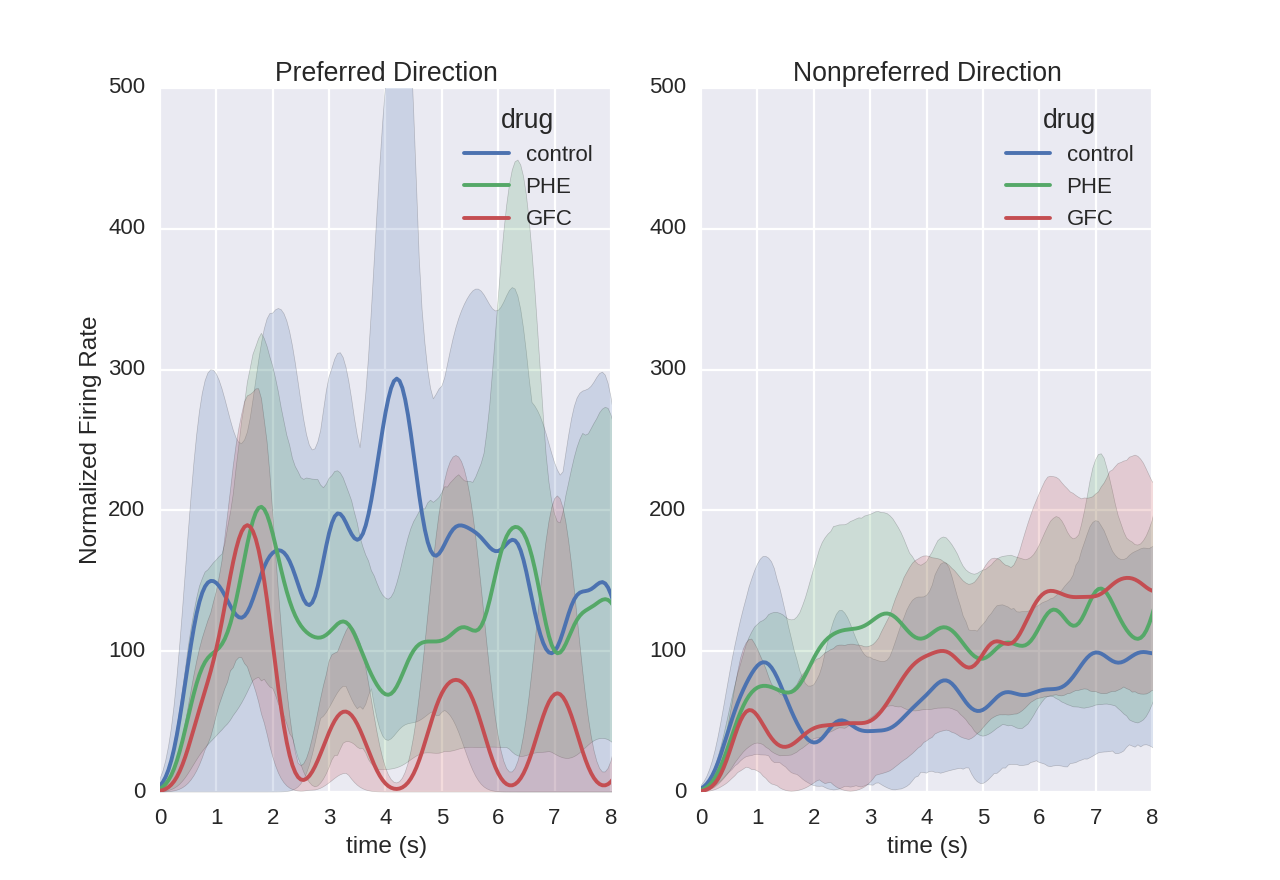 Preferred Direction
500
400
300
200
100
0
Normalized Firing Rate
drug
control
PHE
GFC
0 1 2 3 4 5 6 7 8
time (s)
Nonpreferred Direction
500
400
300
200
100
0
drug
control
PHE
GFC
0 1 2 3 4 5 6 7 8
time (s)